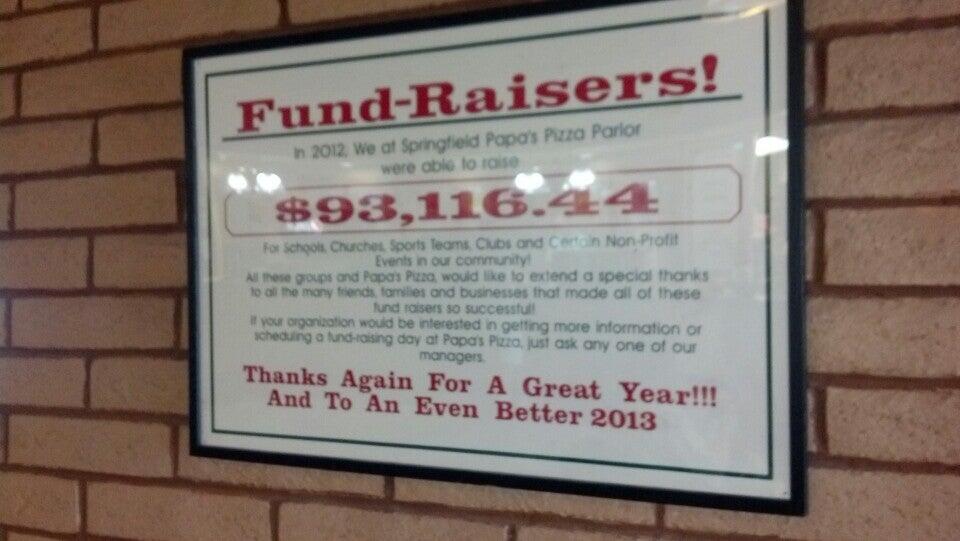 Fund-Raisers!
In 2012, We at Springfield Papa's Pizza Parlor
were able to raise
$93,116.44
For Schools, Churches, Sports Teams, Clubs and Certain Non-Profit
Events in our community!
All these groups and Papa's Pizza, would like to extend a special thanks
to all the many friends, families and businesses that made all of these
fund raisers so successful!
If your organization would be interested in getting more information or
scheduling a fund-raising day at Papa's Pizza, just ask any one of our
managers.
Thanks Again For A Great Year!!!
And To An Even Better 2013